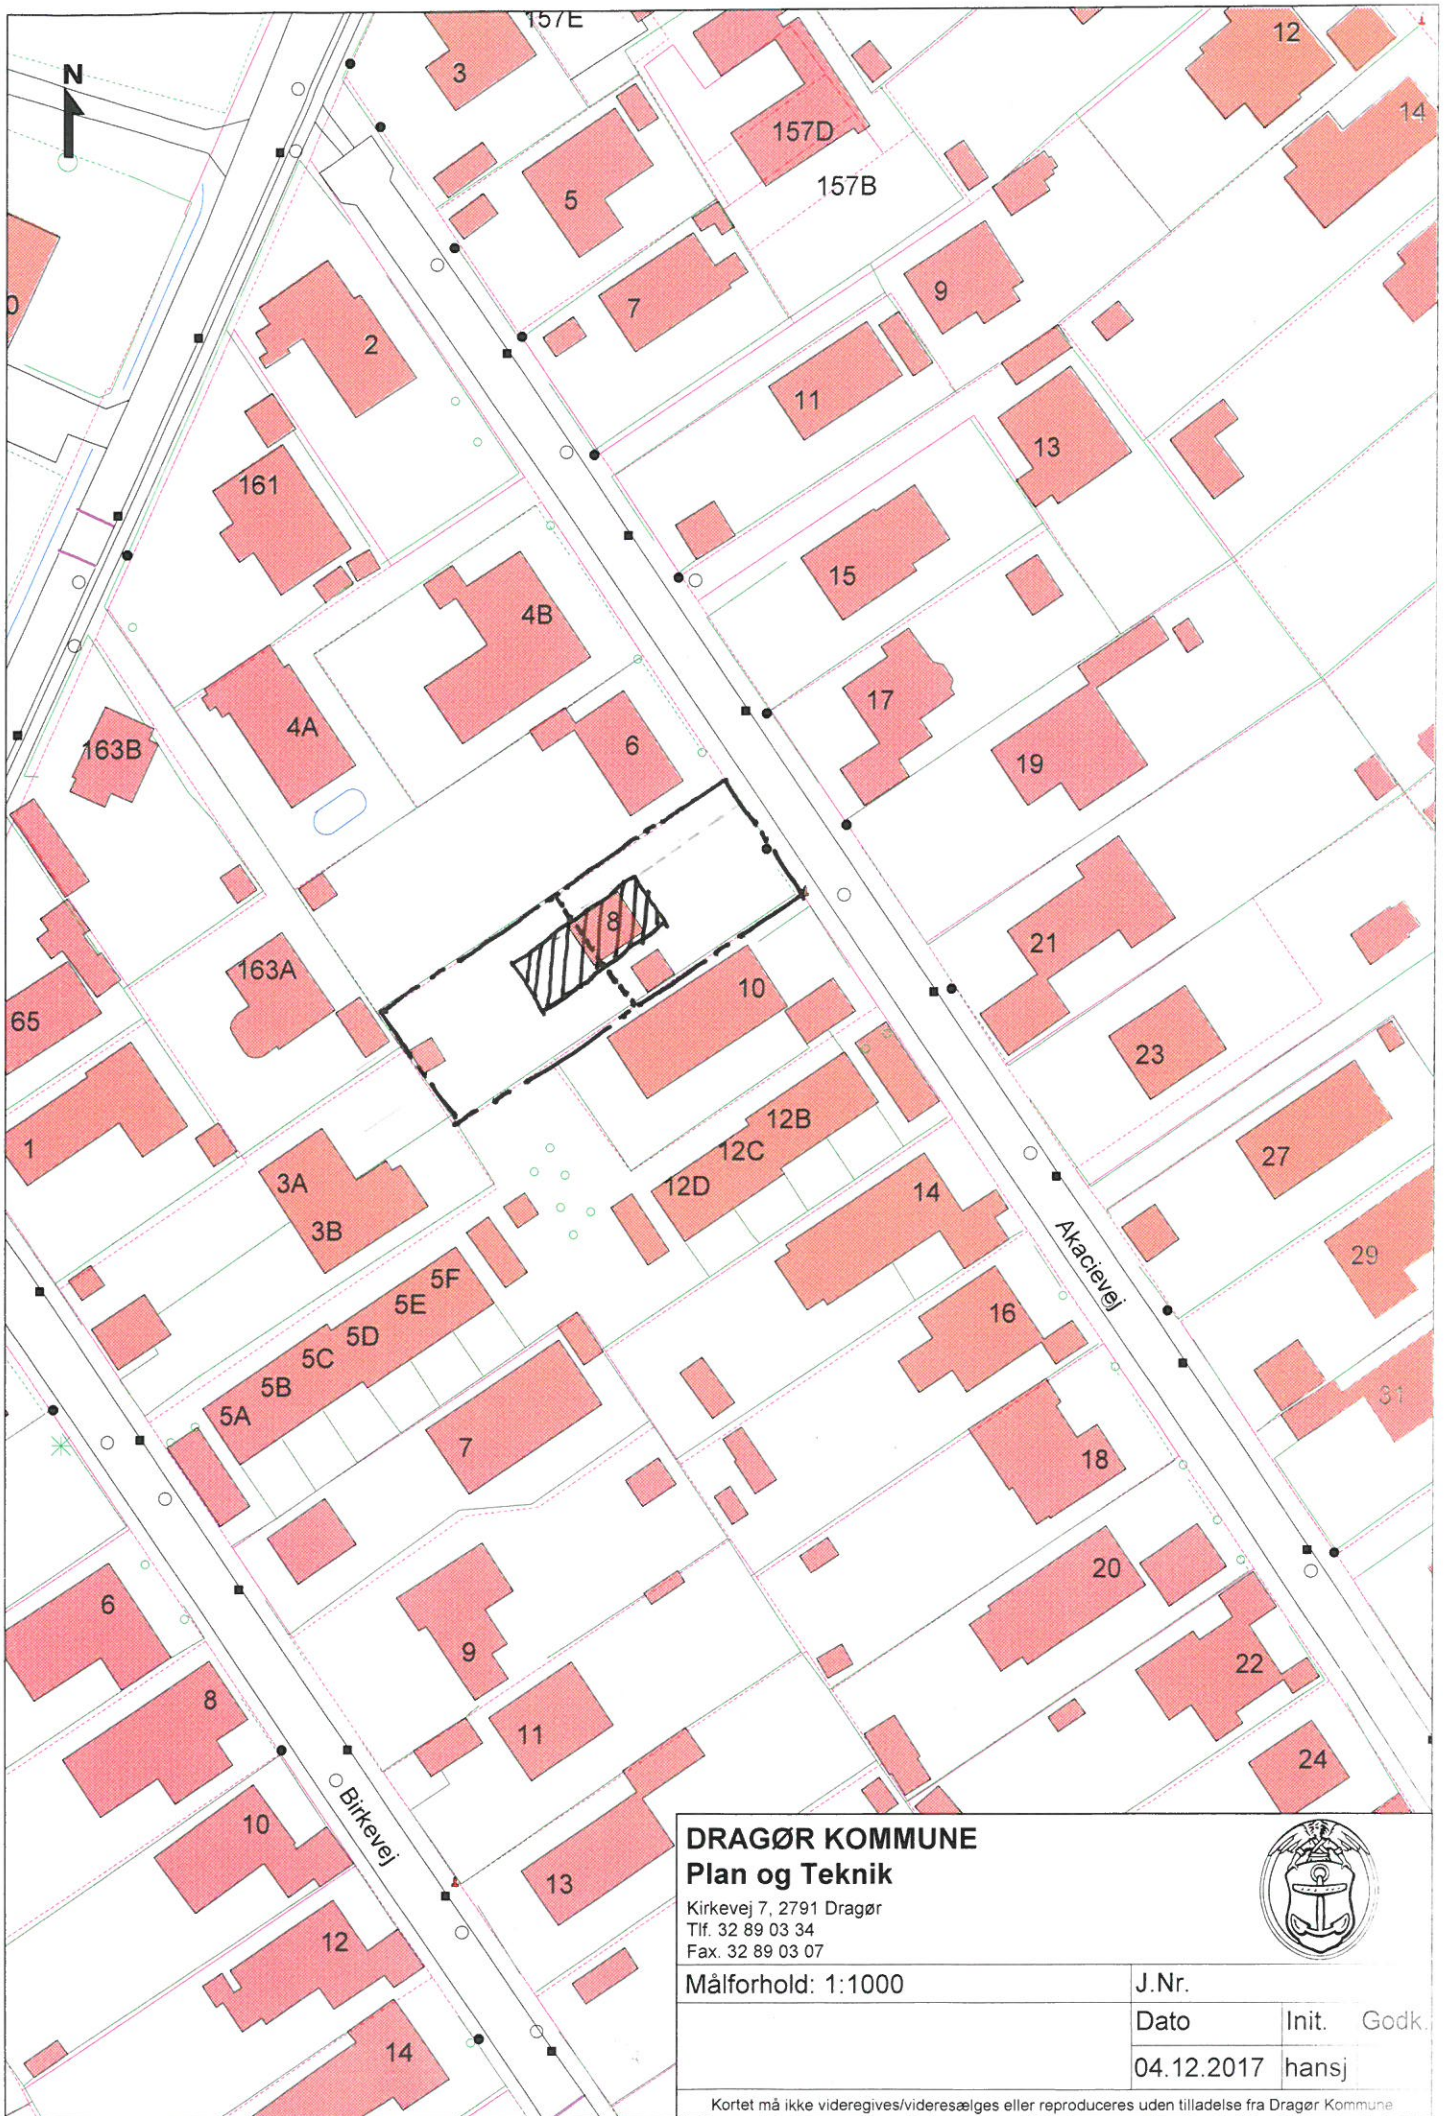 157E
12
N
3
14
157D
157B
5
9
7
0
2
11
13
161
15
4B
17
4A
6
163B
19
8
21
163A
10
65
23
12B
1
12C
27
3A
12D
14
3B
Akacievej
29
5F
5E
16
5D
5C
5B
31
5A
7
18
20
6
9
22
8
11
24
10
Birkevej
13
12
14
DRAGØR KOMMUNE
Plan og Teknik
Kirkevej 7, 2791 Dragør
Tlf. 32 89 03 34
Fax. 32 89 03 07
Målforhold: 1:1000
J.Nr.
Dato Init. Godk.
04.12.2017 hansj
Kortet må ikke videregives/videresælges eller reproduceres uden tilladelse fra Dragør Kommune